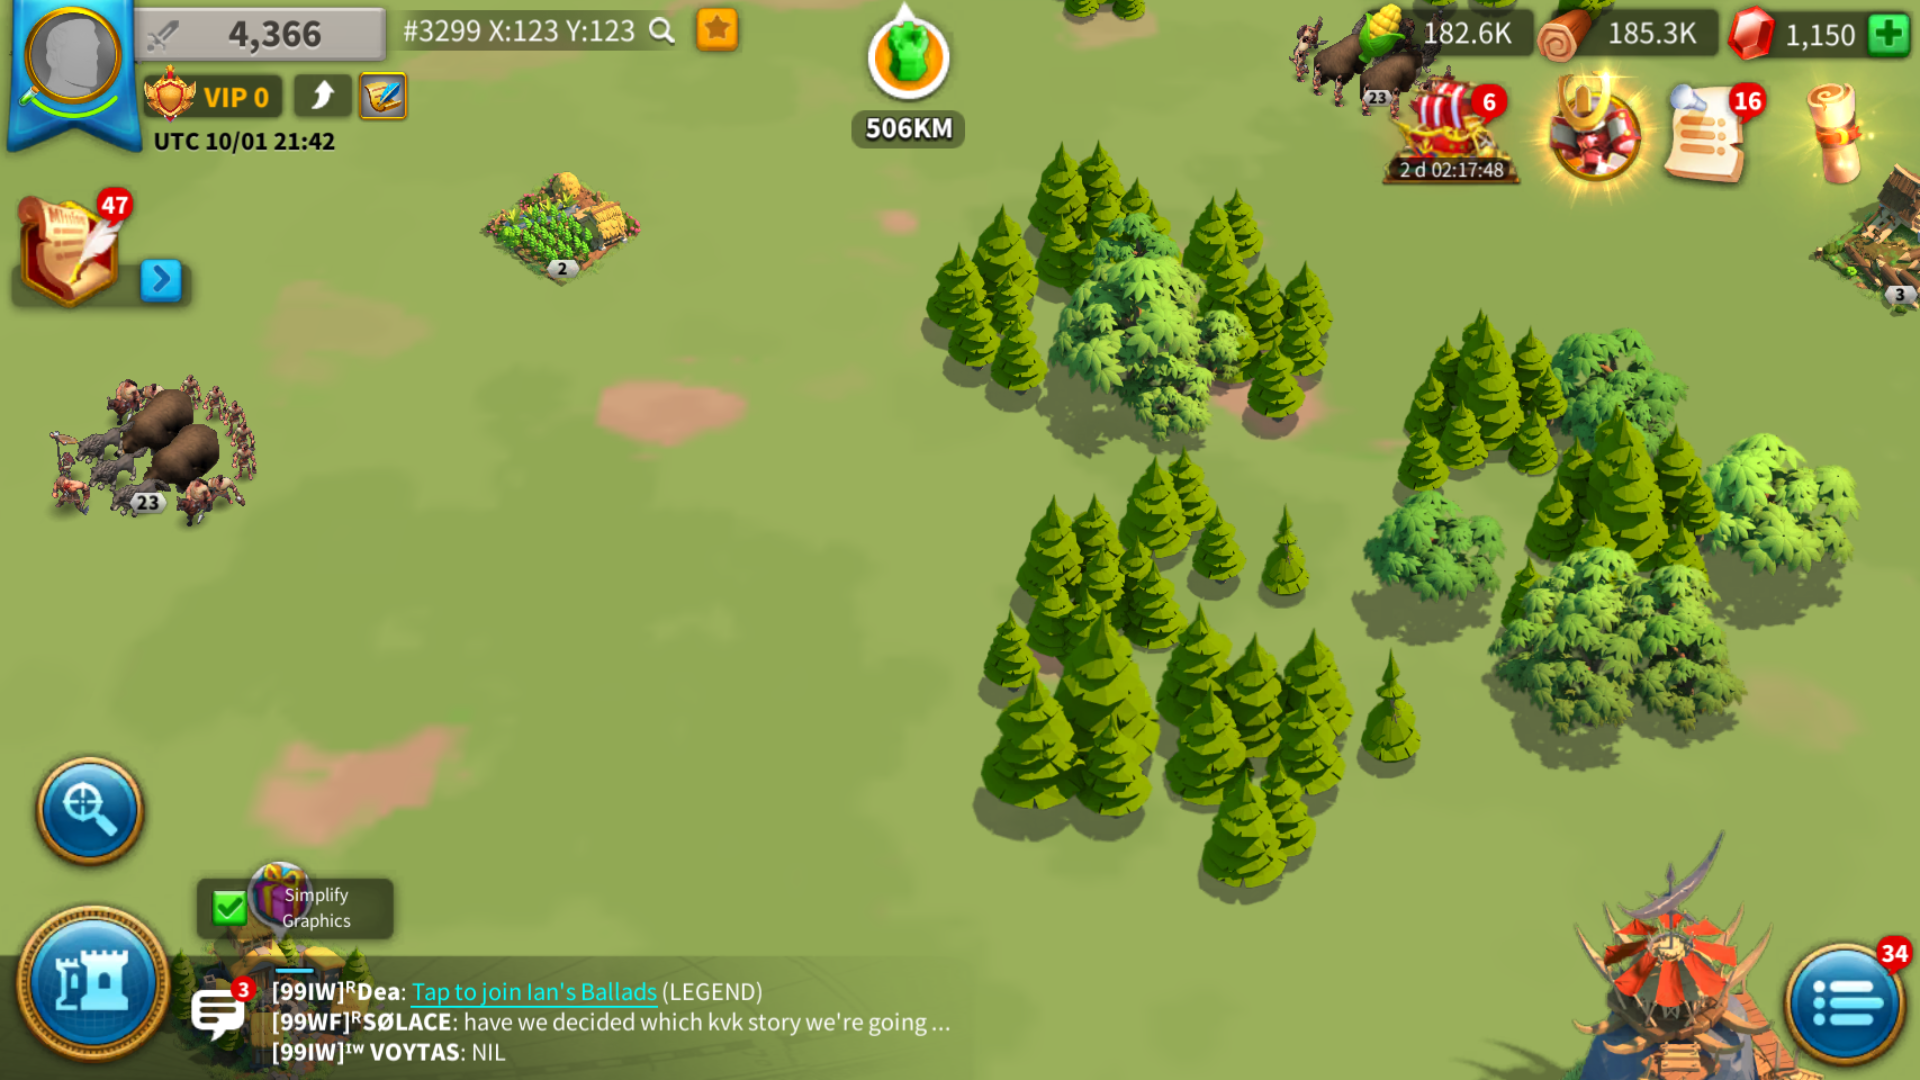 4,366
#3299 X:123 Y:123
182.6K
185.3K
1,150
VIP 0
UTC 10/01 21:42
506KM
23
6
2 d 02:17:48
16
Mission
47
2
3
23
Simplify
Graphics
3
[99IW]ᴿDea: Tap to join Ian's Ballads (LEGEND)
[99WF]ᴿSØLACE: have we decided which kvk story we're going ...
[99IW]ᴵᵂ VOYTAS: NIL
34